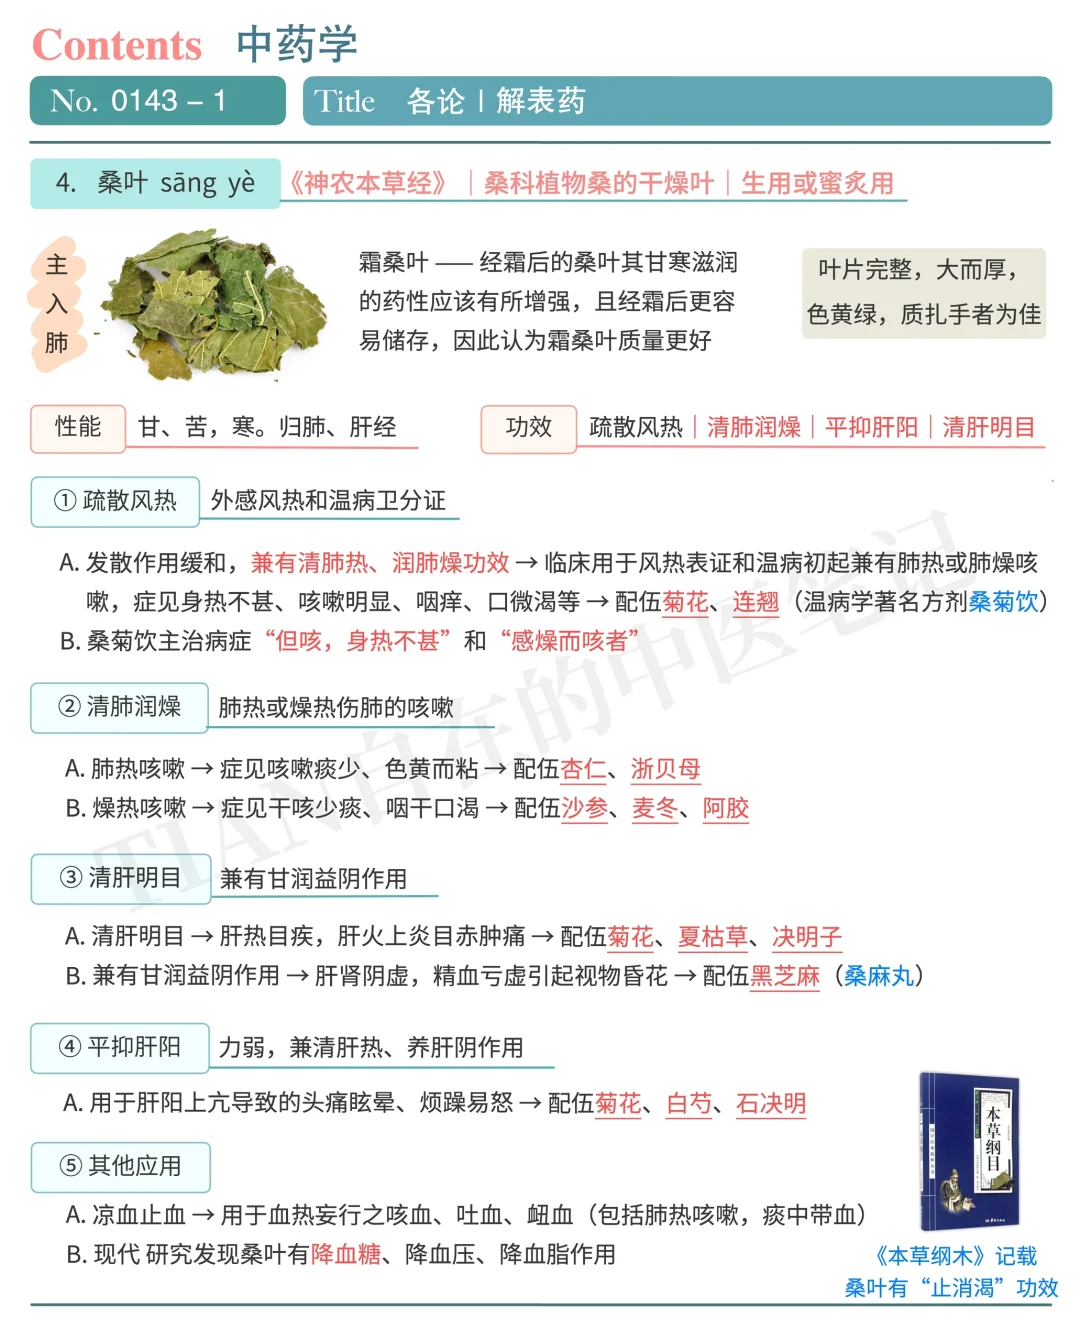 Contents 中药学
No. 0143 – 1
Title 各论 | 解表药
4. 桑叶 sāng yè 《神农本草经》｜桑科植物桑的干燥叶｜生用或蜜炙用
主
入
肺
霜桑叶 —— 经霜后的桑叶其甘寒滋润
的药性应该有所增强，且经霜后更容
易储存，因此认为霜桑叶质量更好
叶片完整，大而厚，
色黄绿，质扎手者为佳
性能 甘、苦，寒。归肺、肝经
功效 疏散风热｜清肺润燥｜平抑肝阳｜清肝明目
① 疏散风热 外感风热和温病卫分证
A. 发散作用缓和，兼有清肺热、润肺燥功效 → 临床用于风热表证和温病初起兼有肺热或肺燥咳
嗽，症见身热不甚、咳嗽明显、咽痒、口微渴等 → 配伍菊花、连翘（温病学著名方剂桑菊饮）
B. 桑菊饮主治病症“但咳，身热不甚”和“感燥而咳者”
② 清肺润燥 肺热或燥热伤肺的咳嗽
A. 肺热咳嗽 → 症见咳嗽痰少、色黄而粘 → 配伍杏仁、浙贝母
B. 燥热咳嗽 → 症见干咳少痰、咽干口渴 → 配伍沙参、麦冬、阿胶
③ 清肝明目 兼有甘润益阴作用
A. 清肝明目 → 肝热目疾，肝火上炎目赤肿痛 → 配伍菊花、夏枯草、决明子
B. 兼有甘润益阴作用 → 肝肾阴虚，精血亏虚引起视物昏花 → 配伍黑芝麻（桑麻丸）
④ 平抑肝阳 力弱，兼清肝热、养肝阴作用
A. 用于肝阳上亢导致的头痛眩晕、烦躁易怒 → 配伍菊花、白芍、石决明
⑤ 其他应用
A. 凉血止血 → 用于血热妄行之咳血、吐血、衄血（包括肺热咳嗽，痰中带血）
B. 现代 研究发现桑叶有降血糖、降血压、降血脂作用
本草纲目
《本草纲木》记载
桑叶有“止消渴”功效
TIAN自在的中医笔记